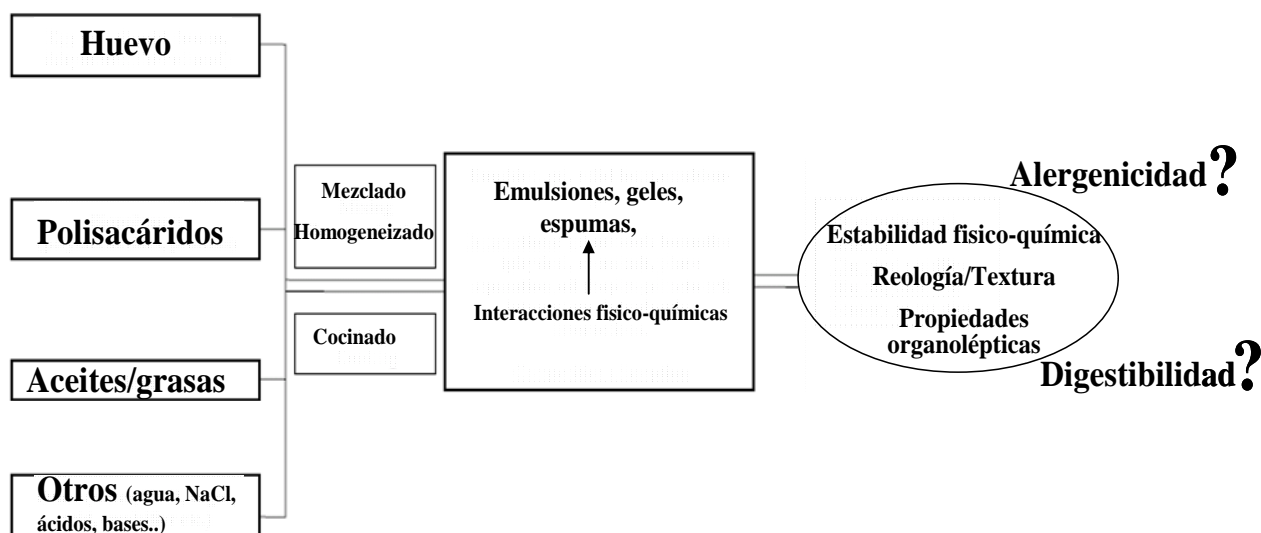 Huevo
Polisacáridos
Aceites/grasas
Otros (agua, NaCl,
ácidos, bases..)
Mezclado
Homogeneizado
Cocinado
Emulsiones, geles,
espumas,
Interacciones fisico-químicas
Alergenicidad?
Estabilidad fisico-química
Reología/Textura
Propiedades
organolépticas
Digestibilidad?